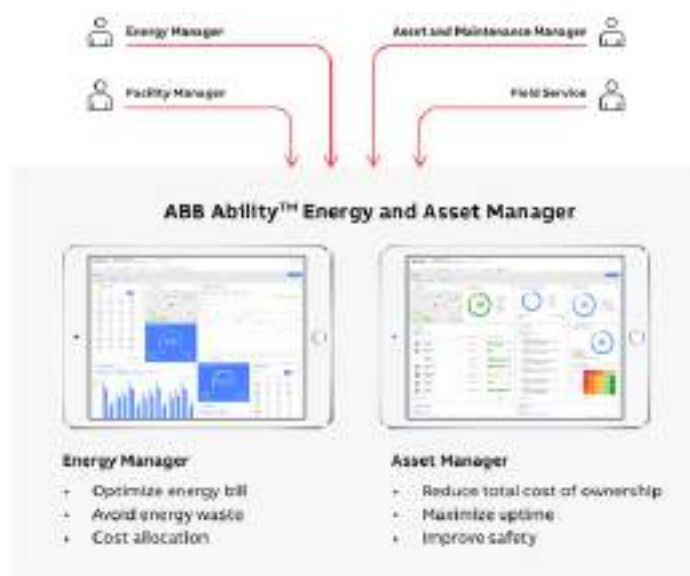 Energy Manager
Asset and Maintenance Manager
Facility Manager
Field Service
ABB Ability™ Energy and Asset Manager
Energy Manager
• Optimize energy bill
• Avoid energy waste
• Cost allocation
Asset Manager
• Reduce total cost of ownership
• Maximize uptime
• Improve safety